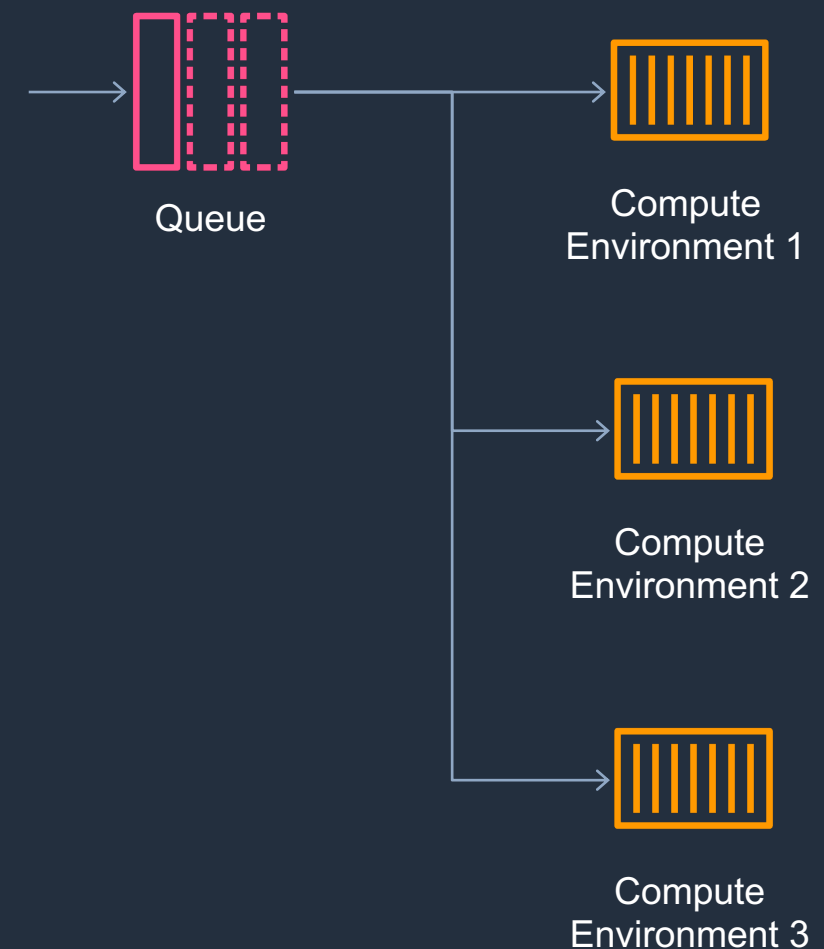 Queue
Compute
Environment 1
Compute
Environment 2
Compute
Environment 3